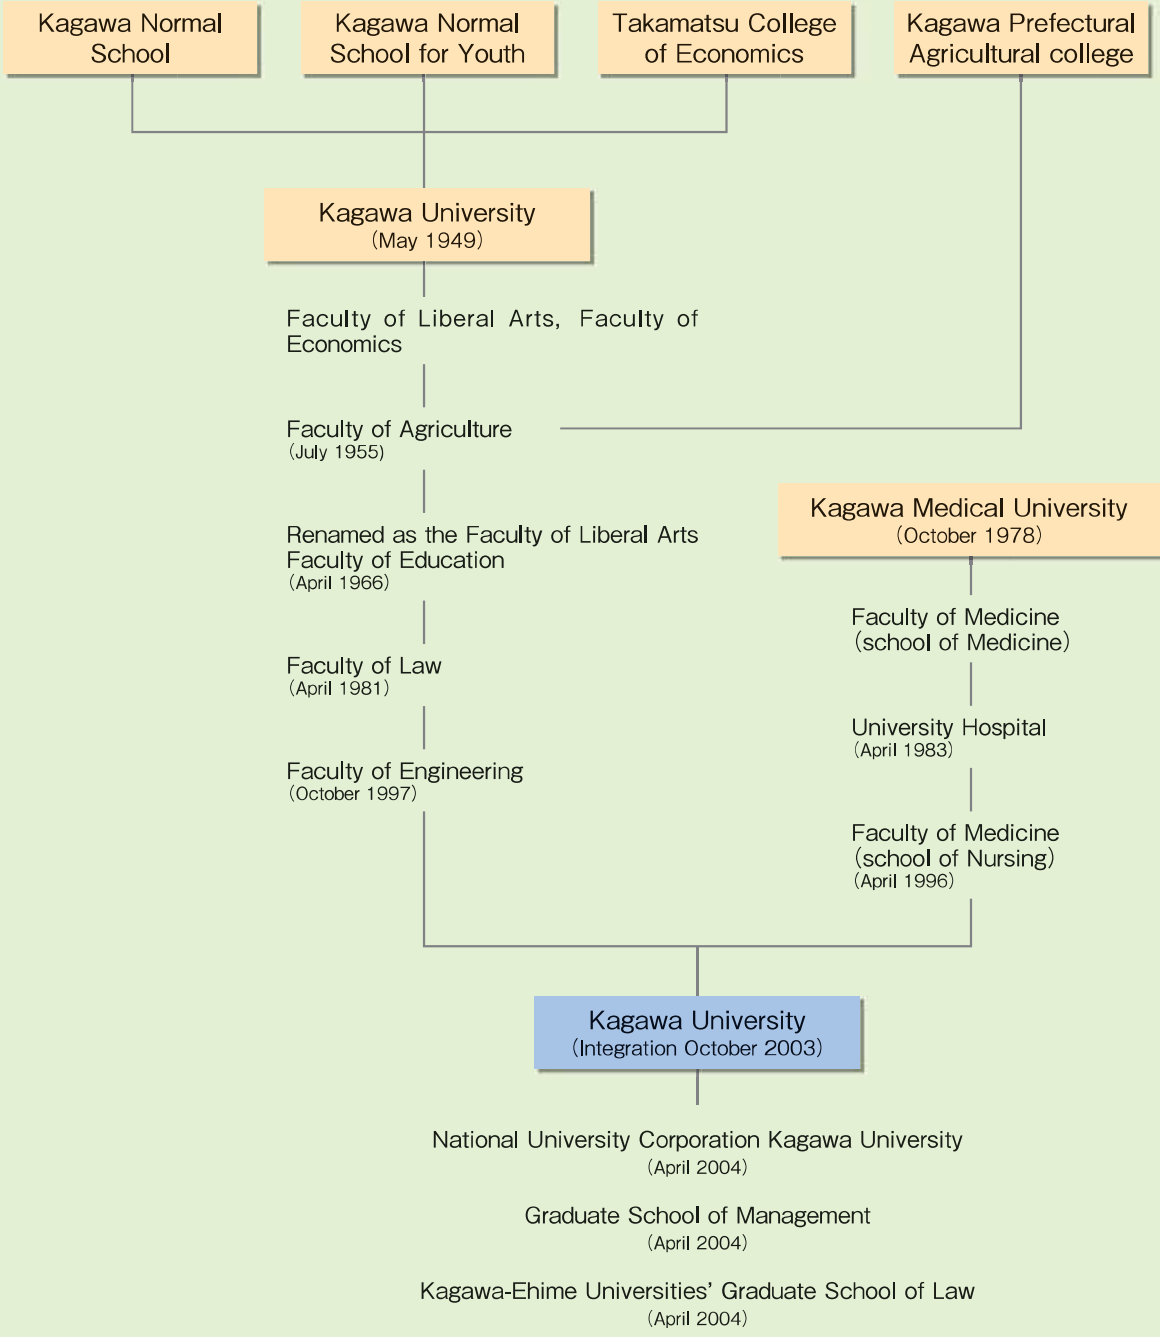 Kagawa Normal
School
Kagawa Normal
School for Youth
Takamatsu College
of Economics
Kagawa Prefectural
Agricultural college
Kagawa University
(May 1949)
Faculty of Liberal Arts, Faculty of
Economics
Faculty of Agriculture
(July 1955)
Renamed as the Faculty of Liberal Arts
Faculty of Education
(April 1966)
Faculty of Law
(April 1981)
Faculty of Engineering
(October 1997)
Kagawa Medical University
(October 1978)
Faculty of Medicine
(school of Medicine)
University Hospital
(April 1983)
Faculty of Medicine
(school of Nursing)
(April 1996)
Kagawa University
(Integration October 2003)
National University Corporation Kagawa University
(April 2004)
Graduate School of Management
(April 2004)
Kagawa-Ehime Universities' Graduate School of Law
(April 2004)